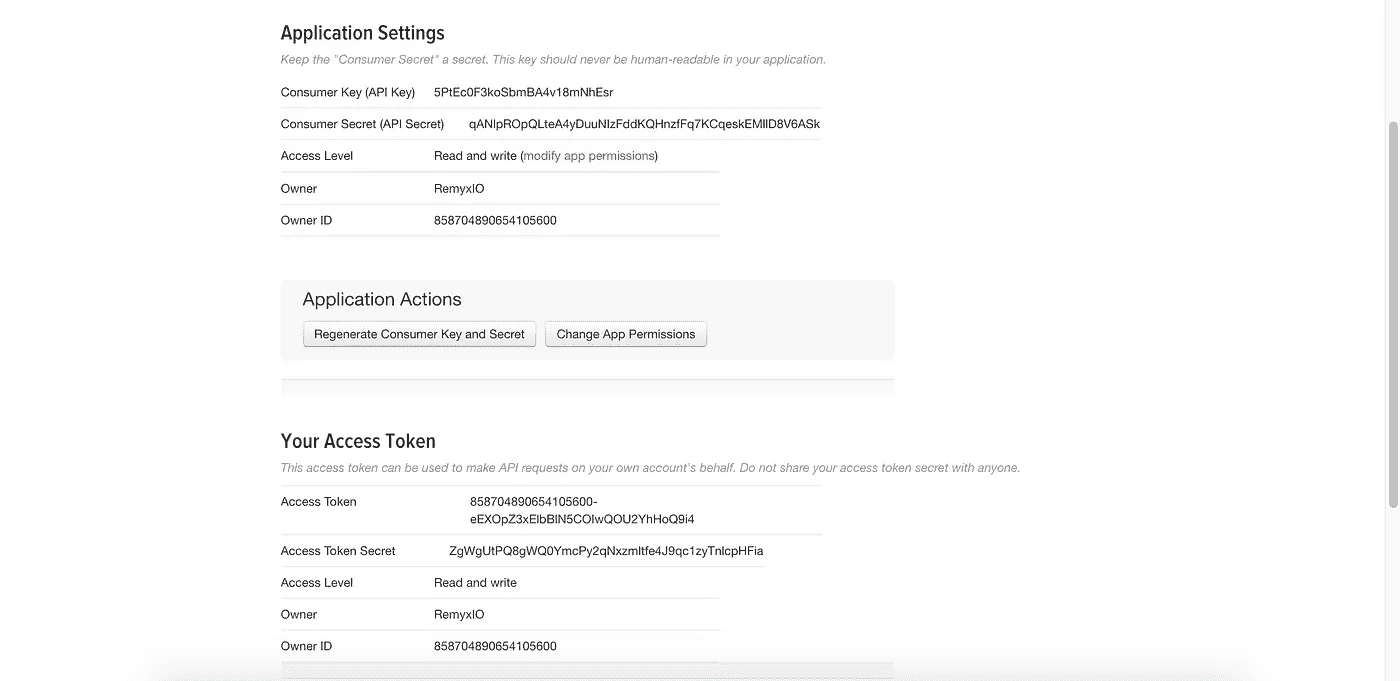 Application Settings
Keep the "Consumer Secret" a secret. This key should never be human-readable in your application.
Consumer Key (API Key) 5PtEc0F3koSbmBA4v18mNhEsr
Consumer Secret (API Secret)
Access Level Read and write (modify app permissions)
Owner RemyxIO
Owner ID 858704890654105600
Application Actions
Regenerate Consumer Key and Secret Change App Permissions
Your Access Token
This access token can be used to make API requests on your own account's behalf. Do not share your access token secret with anyone.
Access Token 858704890654105600-
Access Token Secret
Access Level Read and write
Owner RemyxIO
Owner ID 858704890654105600